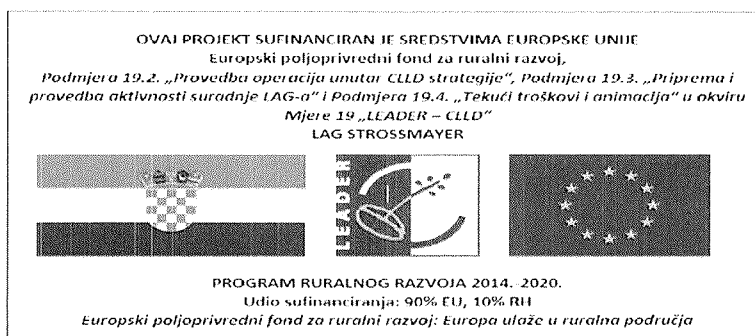 OVAJ PROJEKT SUFINANCIRAN JE SREDSTVIMA EUROPSKE UNIJE
Europski poljoprivredni fond za ruralni razvoj,
Podmjera 19.2. „Provedba operacija unutar CLLD strategije“, Podmjera 19.3. „Priprema i
provedba aktivnosti suradnje LAG-a“ i Podmjera 19.4. „Tekući troškovi i animacija“ u okviru
Mjere 19 „LEADER – CLLD“
LAG STROSSMAYER
LEADER
PROGRAM RURALNOG RAZVOJA 2014.-2020.
Udio sufinanciranja: 90% EU, 10% RH
Europski poljoprivredni fond za ruralni razvoj: Europa ulaže u ruralna područja